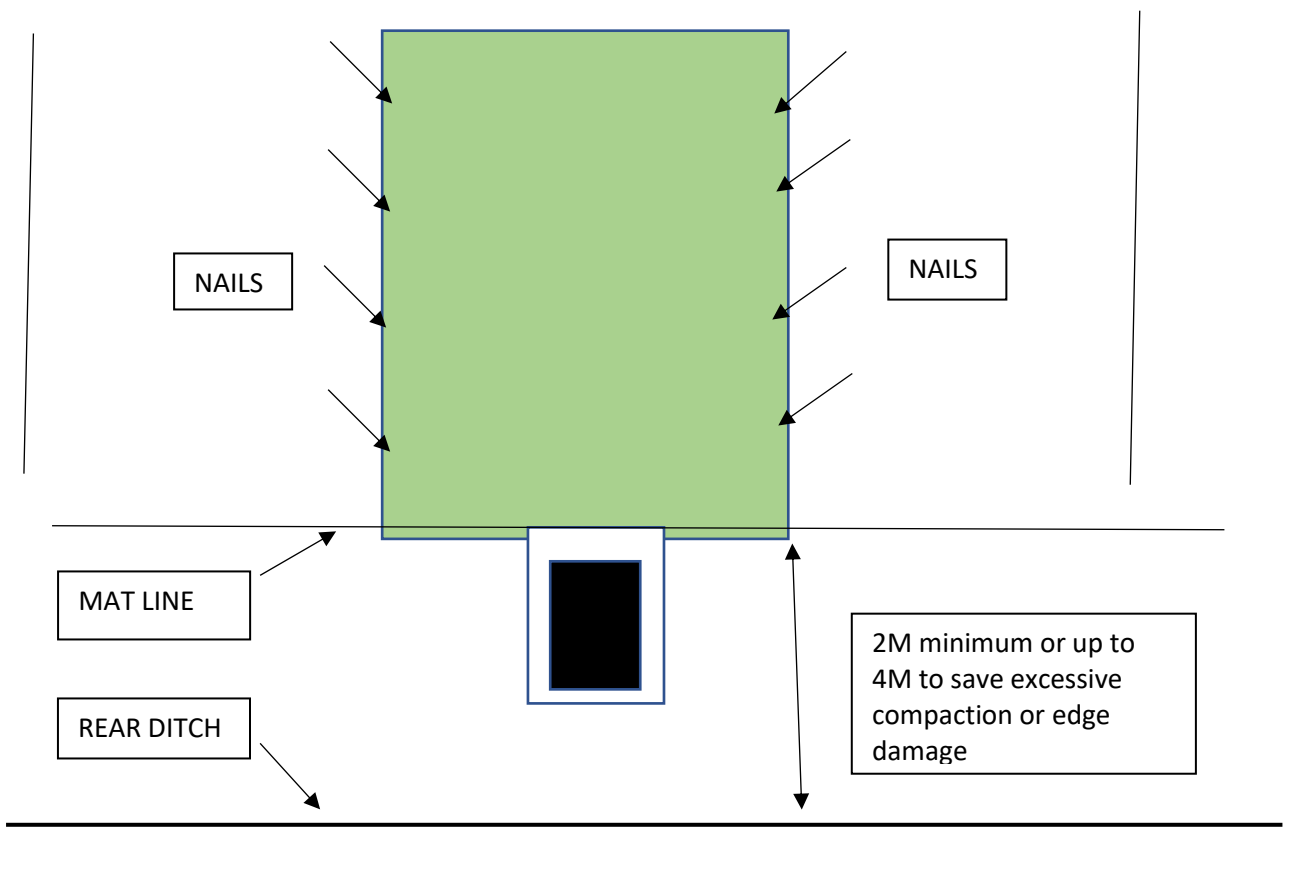 NAILS
NAILS
MAT LINE
REAR DITCH
2M minimum or up to
4M to save excessive
compaction or edge
damage